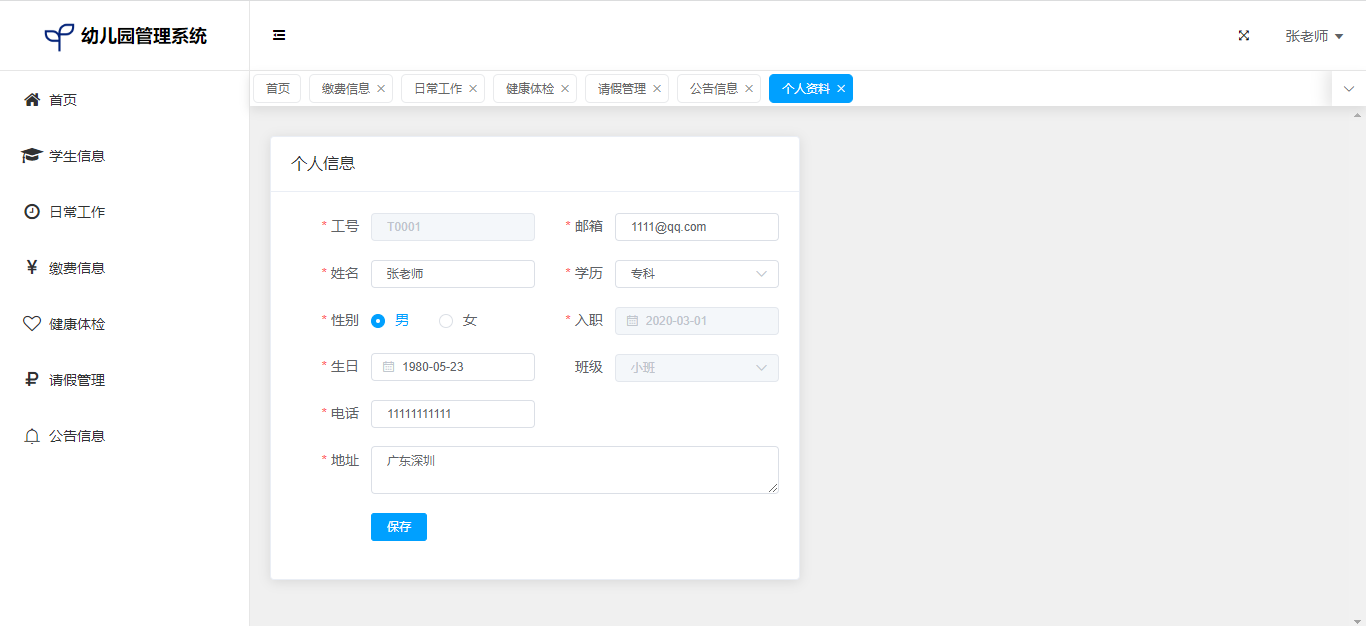 幼儿园管理系统
张老师
首页
学生信息
日常工作
缴费信息
健康体检
请假管理
公告信息
首页 缴费信息 日常工作 健康体检 请假管理 公告信息 个人资料
个人信息
* 工号 T0001 * 邮箱 1111@qq.com
* 姓名 张老师 * 学历 专科
* 性别 男 女 * 入职 2020-03-01
* 生日 1980-05-23 班级 小班
* 电话 11111111111
* 地址 广东深圳
保存